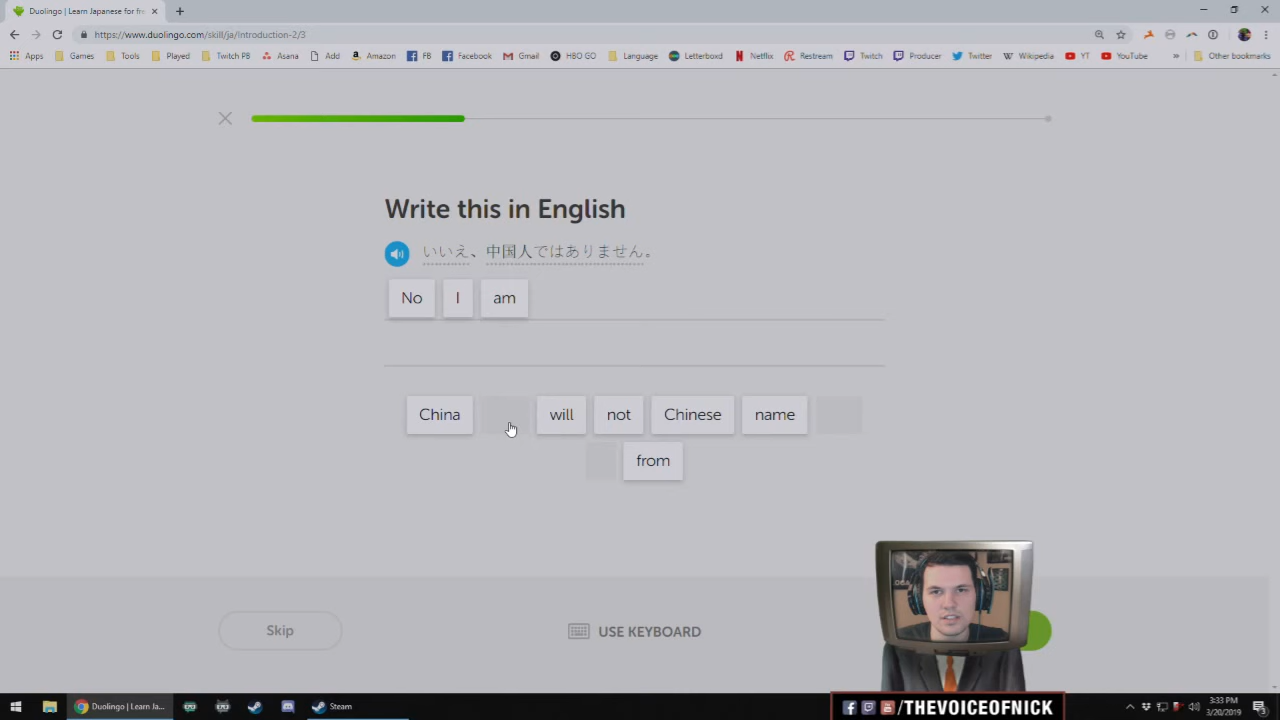 Duolingo | Learn Japanese for fr
https://www.duolingo.com/skill/ja/Introduction-2/3
Apps Games Tools Played Twitch PB Asana Add Amazon FB Facebook Gmail HBO GO Language Letterboxd Netflix Restream Twitch Producer Twitter Wikipedia YT YouTube » Other bookmarks
Write this in English
いいえ、中国人ではありません。
No I am
China will not Chinese name
from
Skip USE KEYBOARD
/THEVOICEOFNICK
Duolingo | Learn Ja... Steam
3:33 PM
3/20/2019